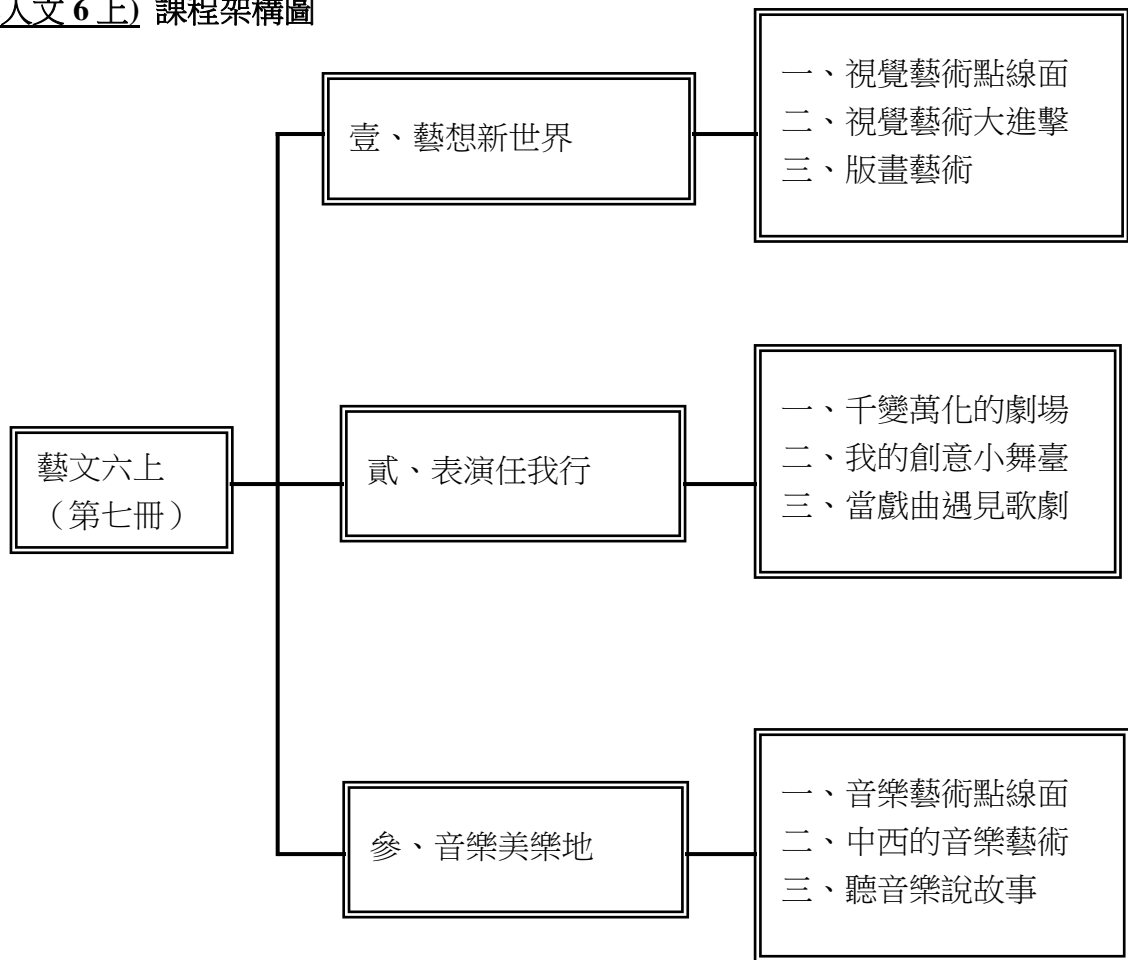 人文 6 上) 課程架構圖
壹、藝想新世界
一、視覺藝術點線面
二、視覺藝術大進擊
三、版畫藝術
藝文六上
（第七冊）
貳、表演任我行
一、千變萬化的劇場
二、我的創意小舞臺
三、當戲曲遇見歌劇
參、音樂美樂地
一、音樂藝術點線面
二、中西的音樂藝術
三、聽音樂說故事